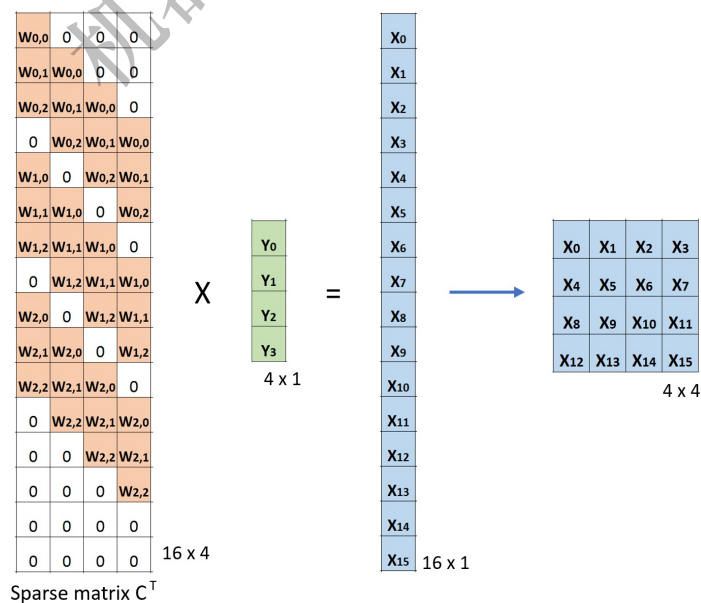 机
W0,0 0 0 0
W0,1 W0,0 0 0
W0,2 W0,1 W0,0 0
0 W0,2 W0,1 W0,0
W1,0 0 W0,2 W0,1
W1,1 W1,0 0 W0,2
W1,2 W1,1 W1,0 0
0 W1,2 W1,1 W1,0
W2,0 0 W1,2 W1,1
W2,1 W2,0 0 W1,2
W2,2 W2,1 W2,0 0
0 W2,2 W2,1 W2,0
0 0 W2,2 W2,1
0 0 0 W2,2
0 0 0 0
0 0 0 0
16 x 4
Sparse matrix Cᵀ
X
Y0
Y1
Y2
Y3
4 x 1
=
X0
X1
X2
X3
X4
X5
X6
X7
X8
X9
X10
X11
X12
X13
X14
X15
16 x 1
X0 X1 X2 X3
X4 X5 X6 X7
X8 X9 X10 X11
X12 X13 X14 X15
4 x 4